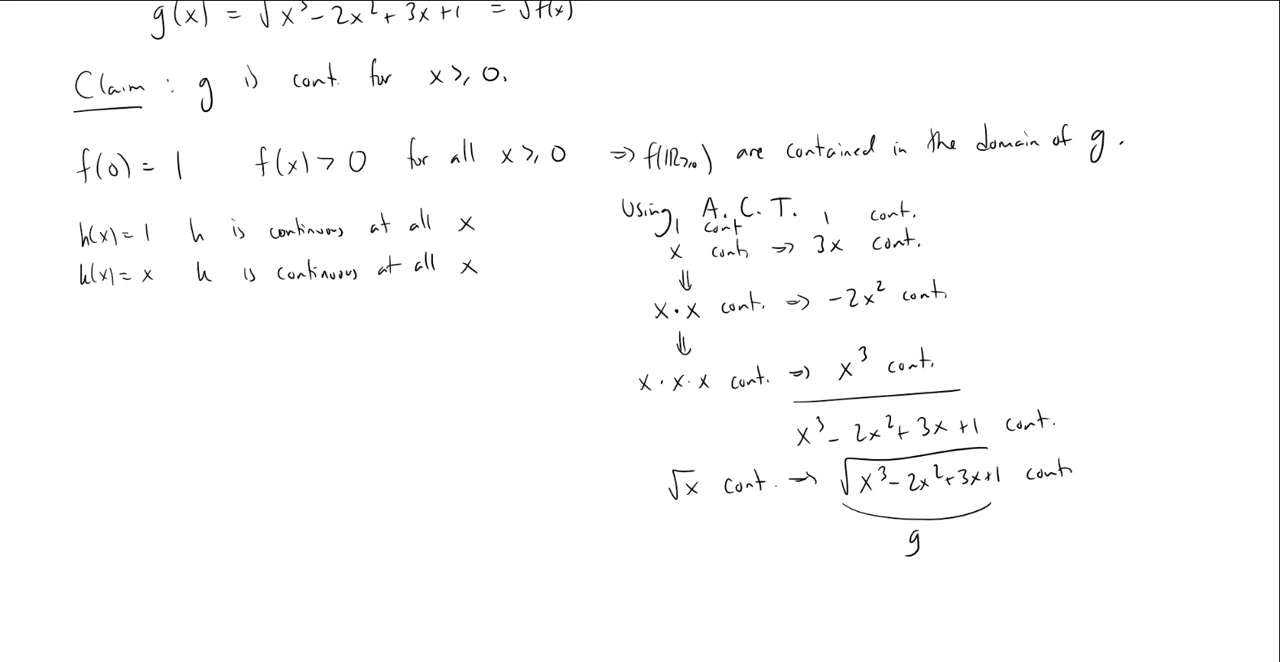 g(x) = √x³ - 2x² + 3x + 1 = √f(x)
Claim : g is cont. for x ≥ 0.
f(0) = 1 f(x) > 0 for all x ≥ 0 ⇒ f(ℝ≥0) are contained in the domain of g.
h(x) = 1 h is continuous at all x
k(x) = x k is continuous at all x
Using A.C.T.
1 cont 1 cont.
x cont. ⇒ 3x cont.
⇓
x · x cont. ⇒ -2x² cont.
⇓
x · x · x cont. ⇒ x³ cont.
x³ - 2x² + 3x + 1 cont.
√x cont. ⇒ √x³ - 2x² + 3x + 1 cont
g